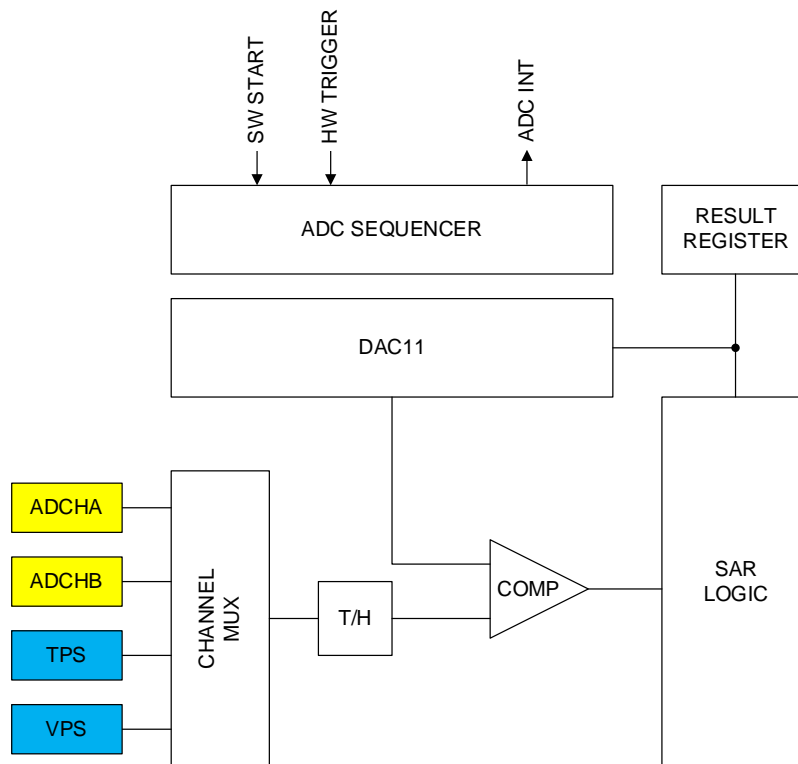 SW START
HW TRIGGER
ADC INT
ADC SEQUENCER
RESULT
REGISTER
DAC11
ADCHA
ADCHB
TPS
VPS
CHANNEL
MUX
T/H
COMP
SAR
LOGIC